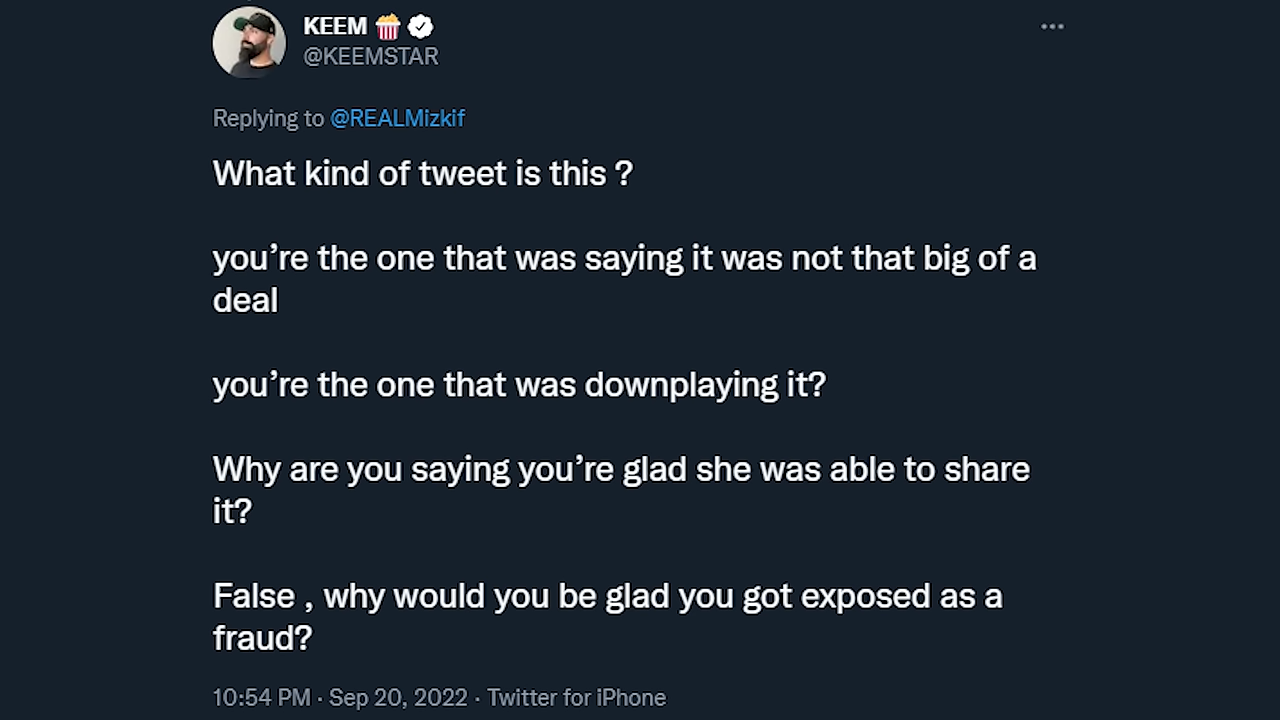 KEEM 🍿
@KEEMSTAR
Replying to @REALMizkif
What kind of tweet is this ?
you’re the one that was saying it was not that big of a
deal
you’re the one that was downplaying it?
Why are you saying you’re glad she was able to share
it?
False , why would you be glad you got exposed as a
fraud?
10:54 PM · Sep 20, 2022 · Twitter for iPhone